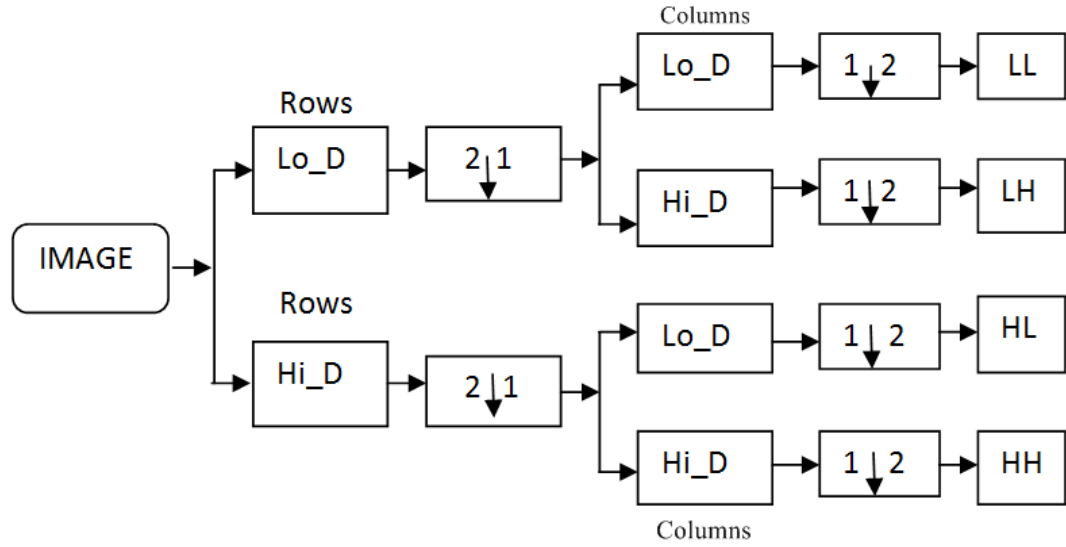 Columns
Lo_D
1 2
LL
Rows
Lo_D
2 1
Hi_D
1 2
LH
IMAGE
Rows
Hi_D
2 1
Lo_D
1 2
HL
Hi_D
1 2
HH
Columns